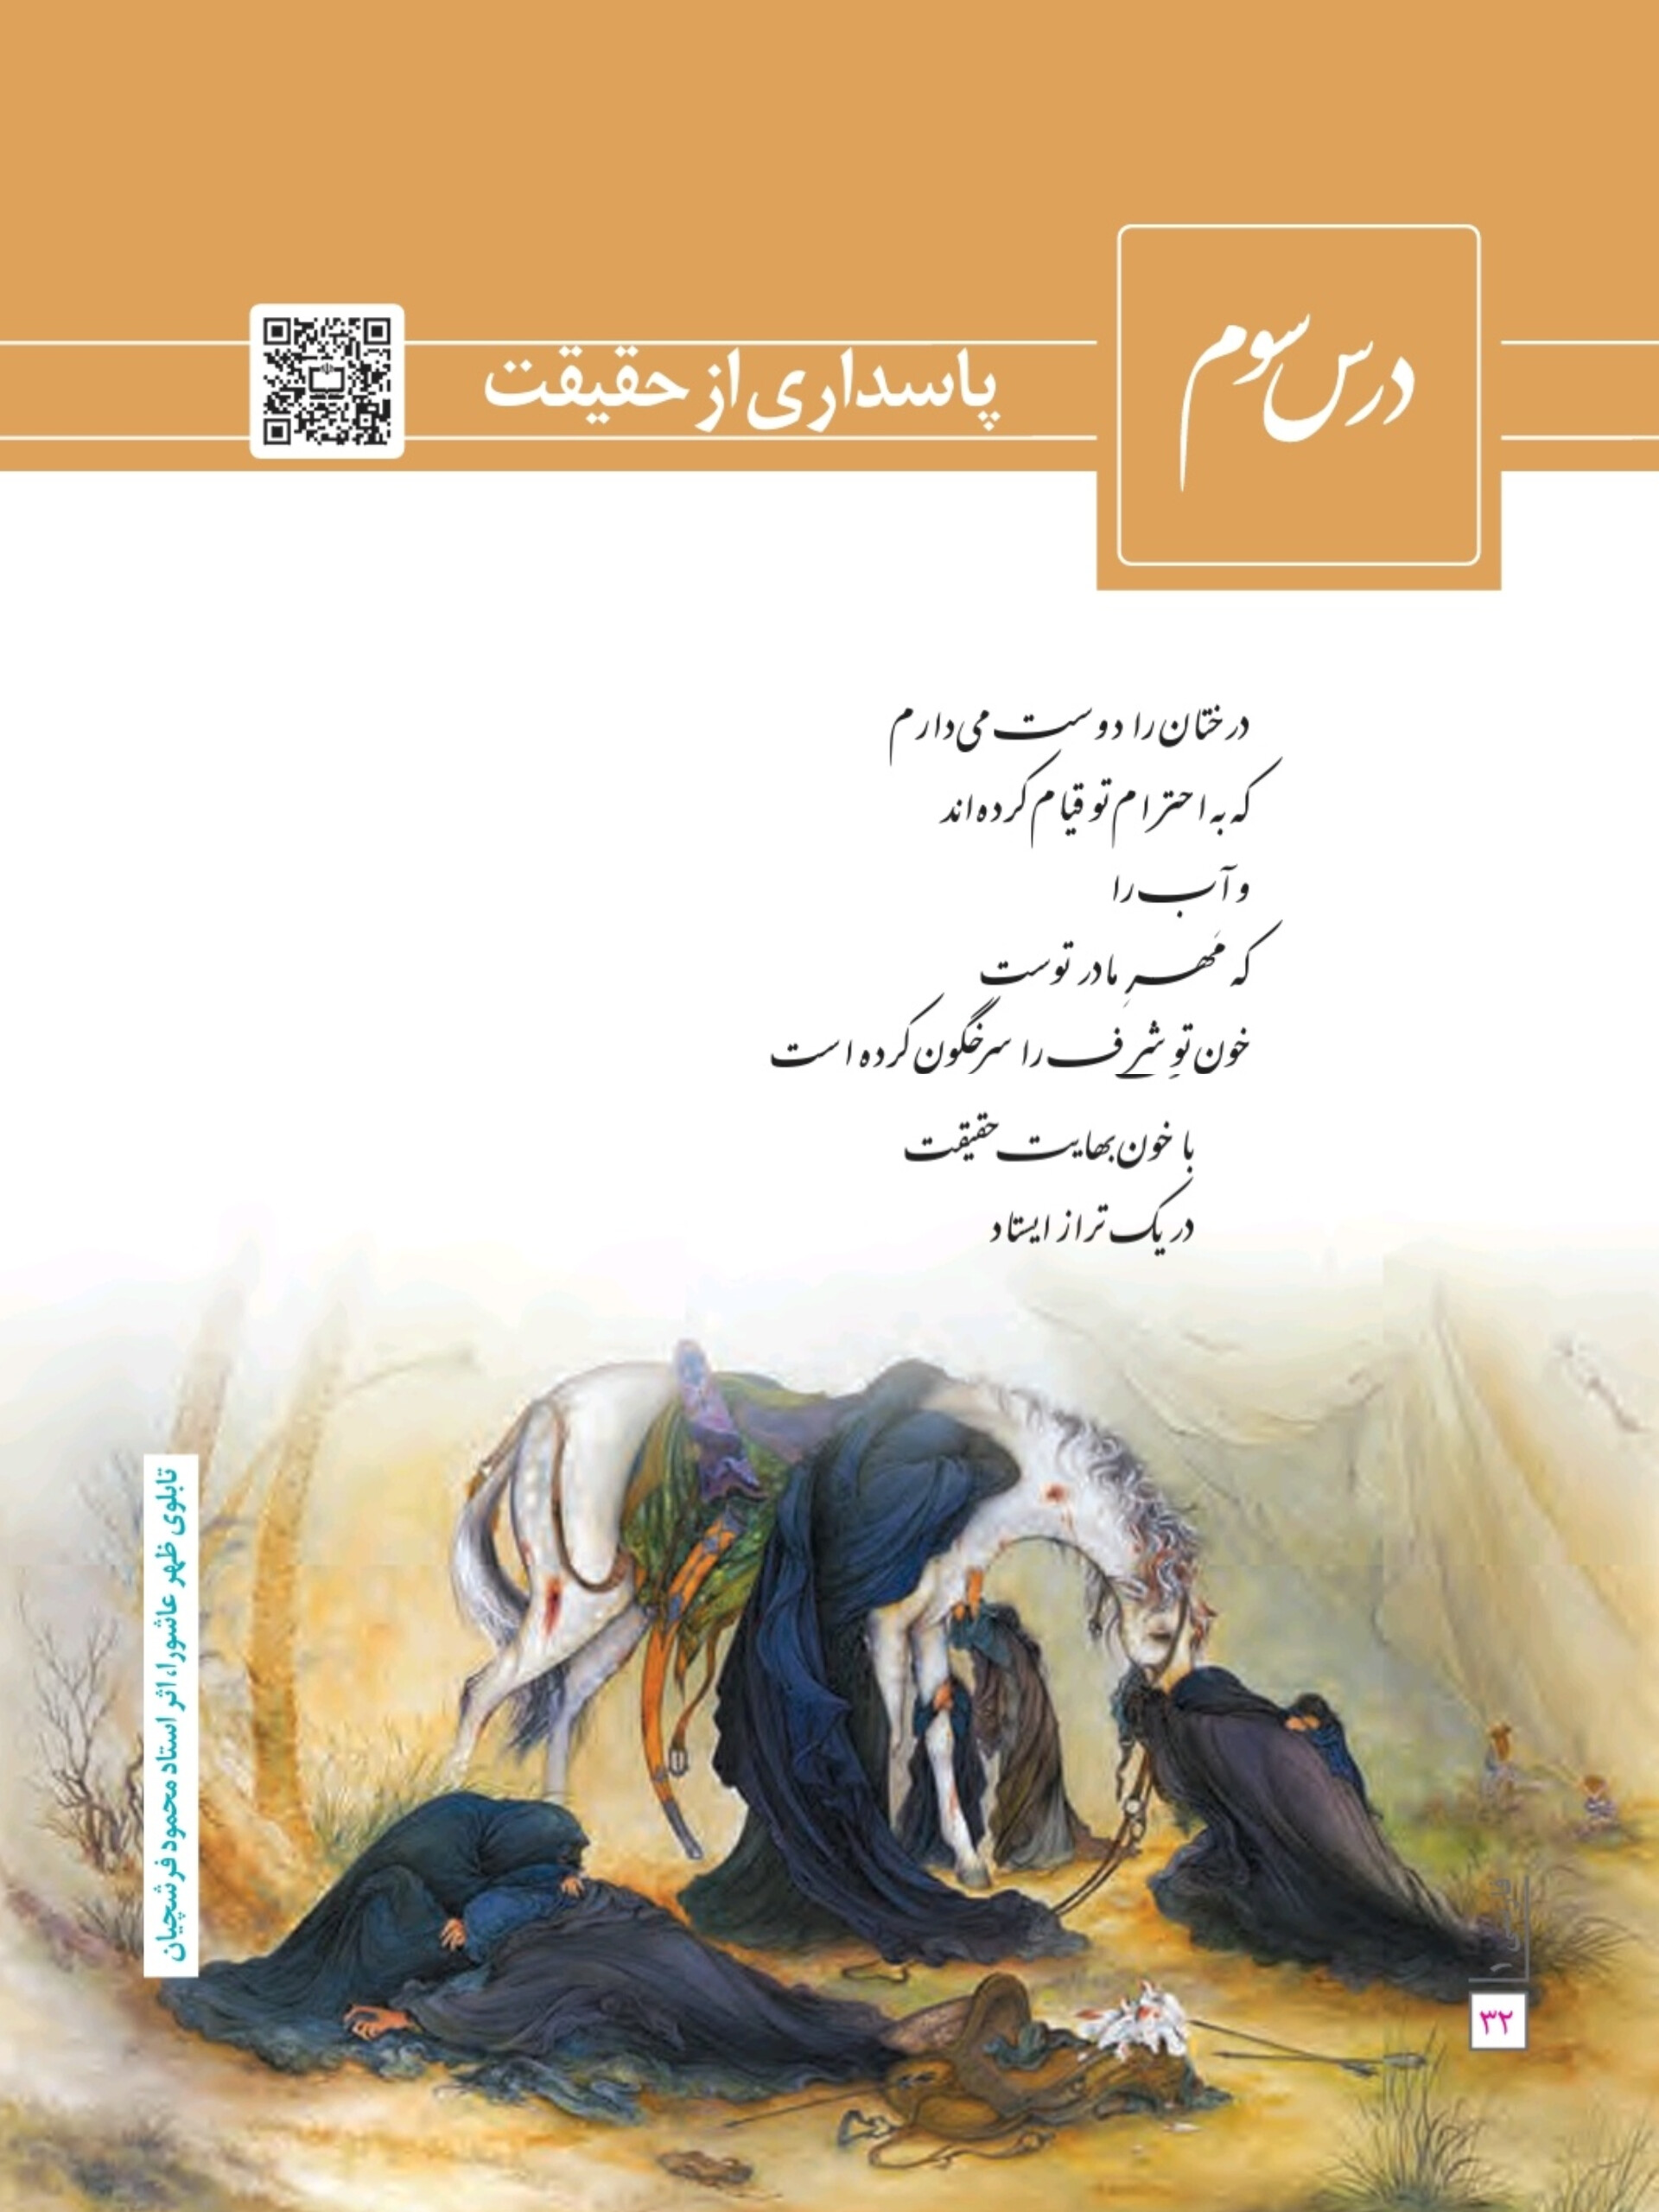 درس سوم
پاسداری از حقیقت
درختان را دوست می‌دارم
که به احترام تو قیام کرده‌اند
و آب را
که مَهرِ مادر توست
خون تو شرف را سرخگون کرده است
با خون‌بهایت حقیقت
در یک تراز ایستاد
تابلوی ظهر عاشورا، اثر استاد محمود فرشچیان
فارسی ۱
۳۲